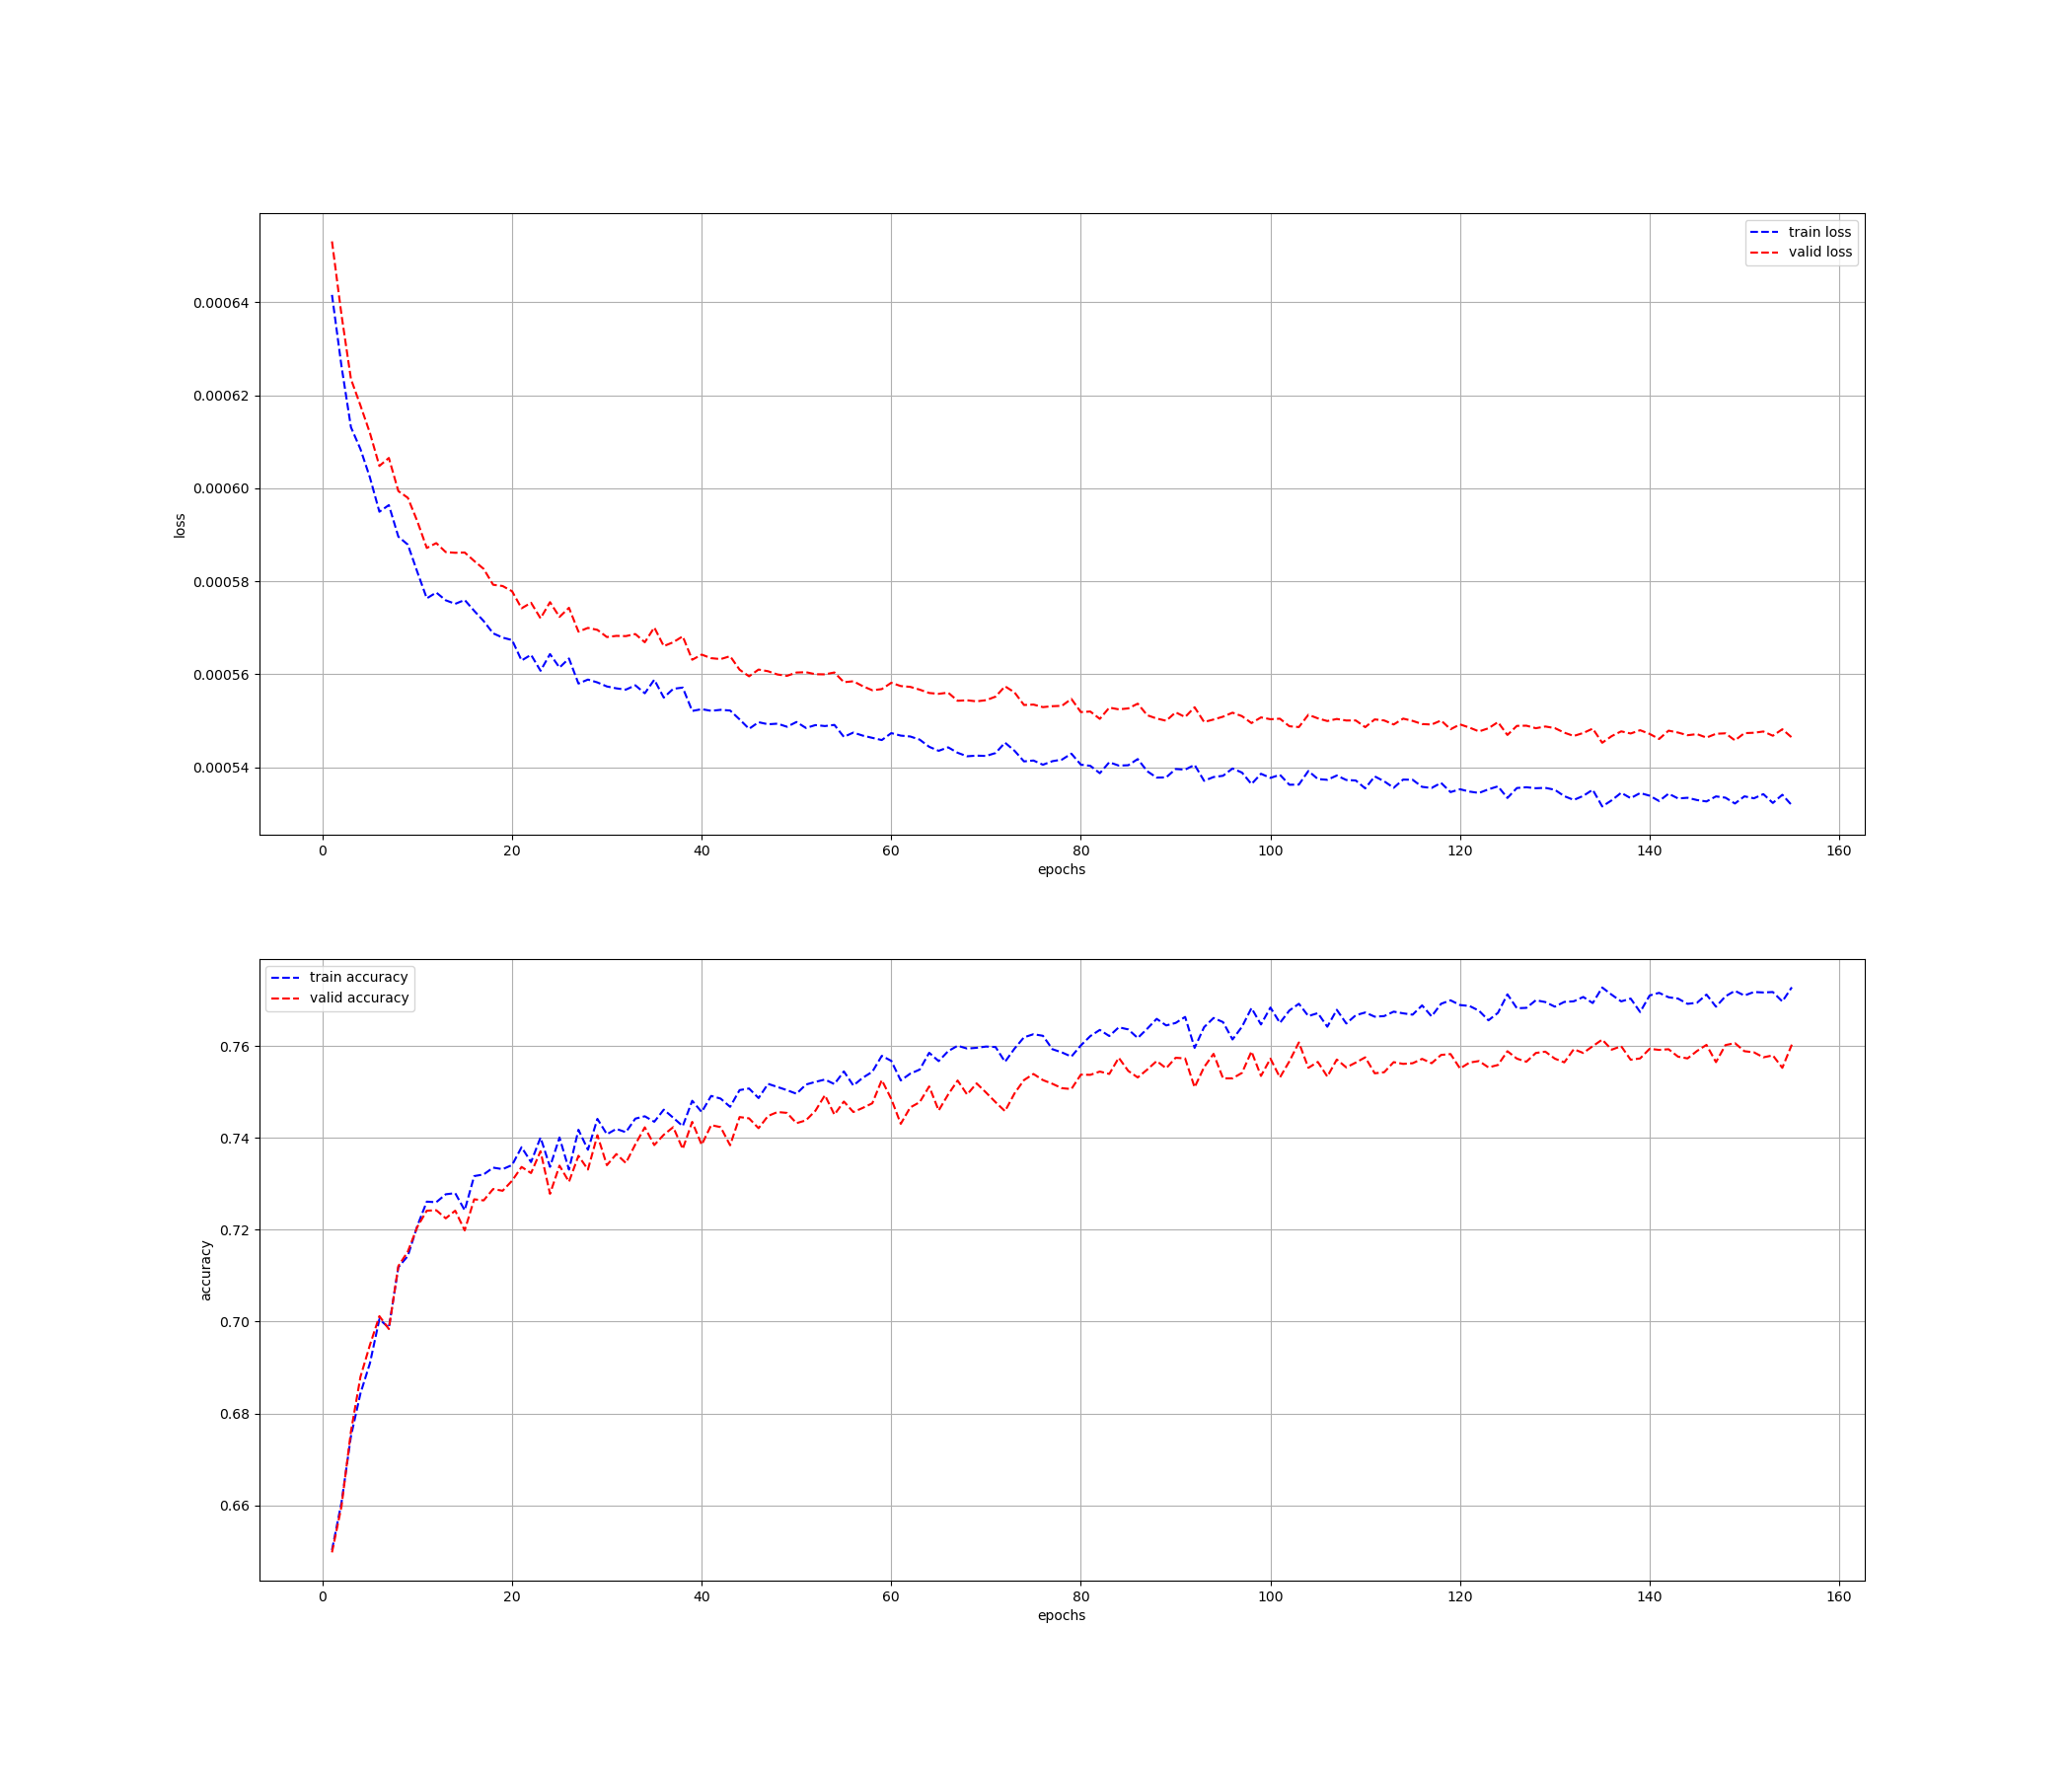 train loss
valid loss
0.00064
0.00062
0.00060
0.00058
0.00056
0.00054
loss
0 20 40 60 80 100 120 140 160
epochs
train accuracy
valid accuracy
0.76
0.74
0.72
0.70
0.68
0.66
accuracy
0 20 40 60 80 100 120 140 160
epochs